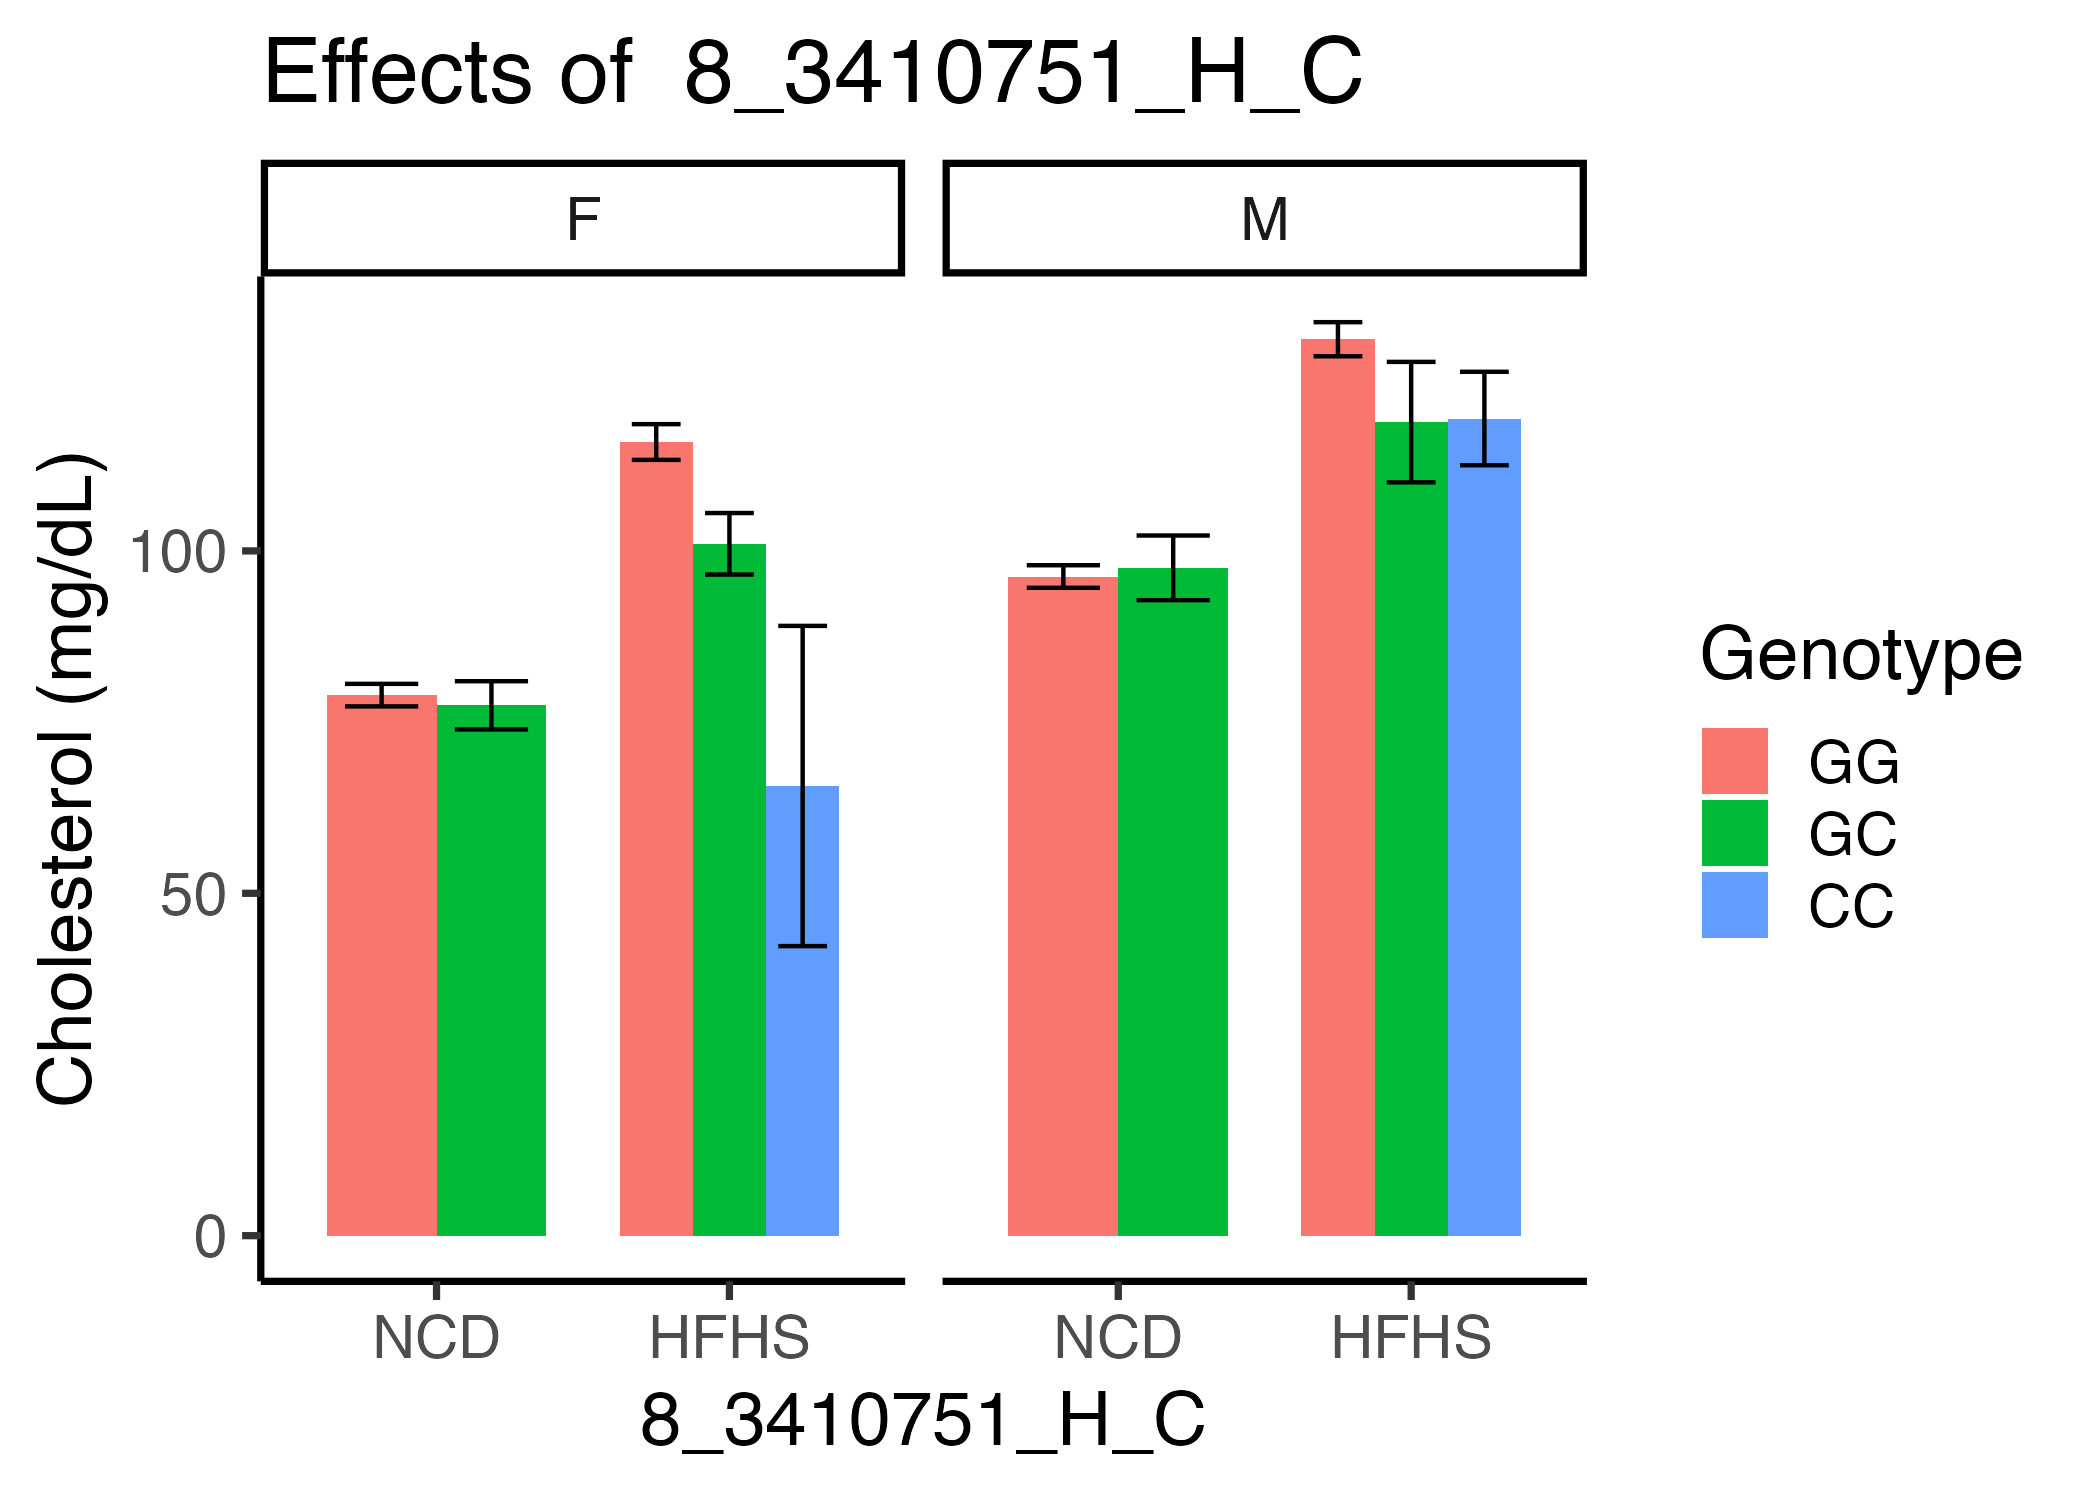 Effects of  8_3410751_H_C
F
M
Cholesterol (mg/dL)
100
50
0
NCD
HFHS
NCD
HFHS
8_3410751_H_C
Genotype
GG
GC
CC